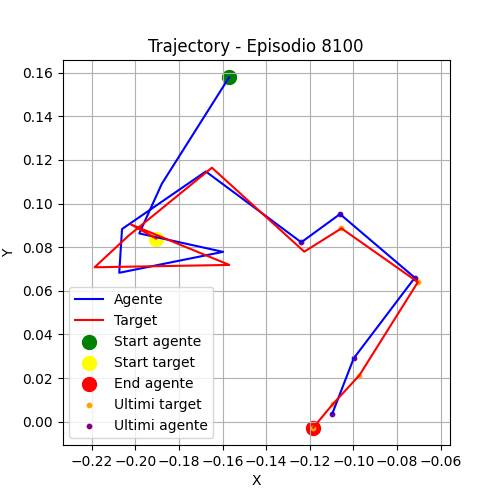 Trajectory - Episodio 8100
Y
0.16
0.14
0.12
0.10
0.08
0.06
0.04
0.02
0.00
Agente
Target
Start agente
Start target
End agente
Ultimi target
Ultimi agente
−0.22 −0.20 −0.18 −0.16 −0.14 −0.12 −0.10 −0.08 −0.06
X